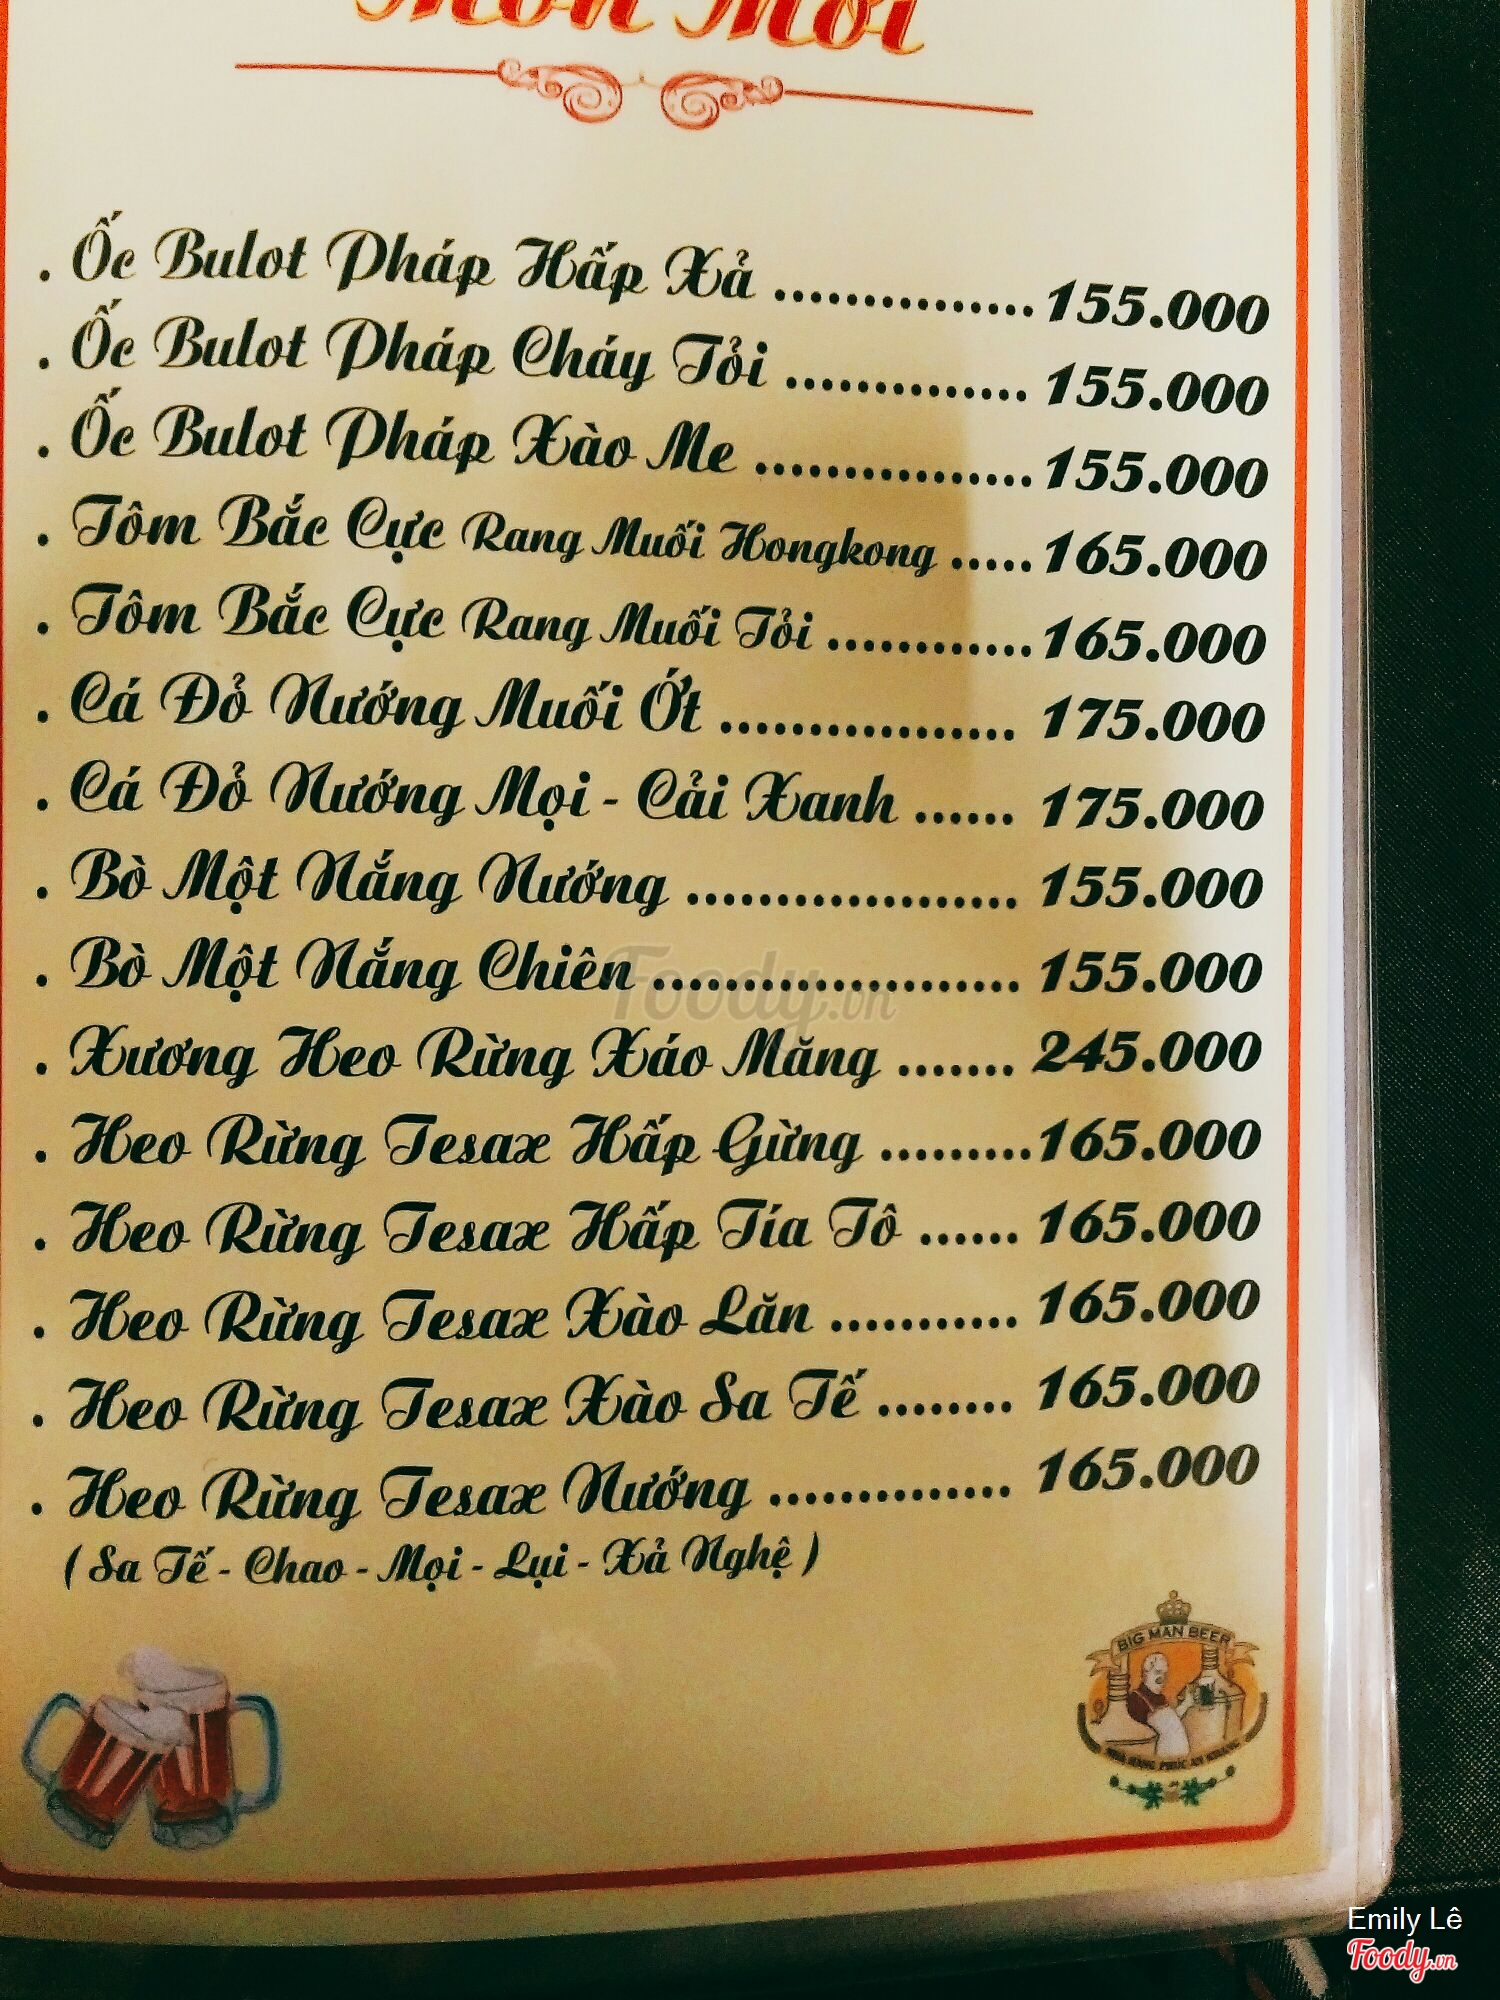 Món Mới
. Ốc Bulot Pháp Hấp Xả ............... 155.000
. Ốc Bulot Pháp Cháy Tỏi .............. 155.000
. Ốc Bulot Pháp Xào Me ................ 155.000
. Tôm Bắc Cực Rang Muối Hongkong ..... 165.000
. Tôm Bắc Cực Rang Muối Tỏi ............ 165.000
. Cá Đỏ Nướng Muối Ớt ................. 175.000
. Cá Đỏ Nướng Mọi - Cải Xanh ...... 175.000
. Bò Một Nắng Nướng ................... 155.000
. Bò Một Nắng Chiên ..................... 155.000
Foody.vn
. Xương Heo Rừng Xáo Măng ....... 245.000
. Heo Rừng Tesax Hấp Gừng ......... 165.000
. Heo Rừng Tesax Hấp Tía Tô ...... 165.000
. Heo Rừng Tesax Xào Lăn ........... 165.000
. Heo Rừng Tesax Xào Sa Tế ........ 165.000
. Heo Rừng Tesax Nướng .............. 165.000
( Sa Tế - Chao - Mọi - Lụi - Xả Nghệ )
BIG MAN BEER
NHÀ HÀNG PHÚC AN KHANG
Emily Lê
Foody.vn